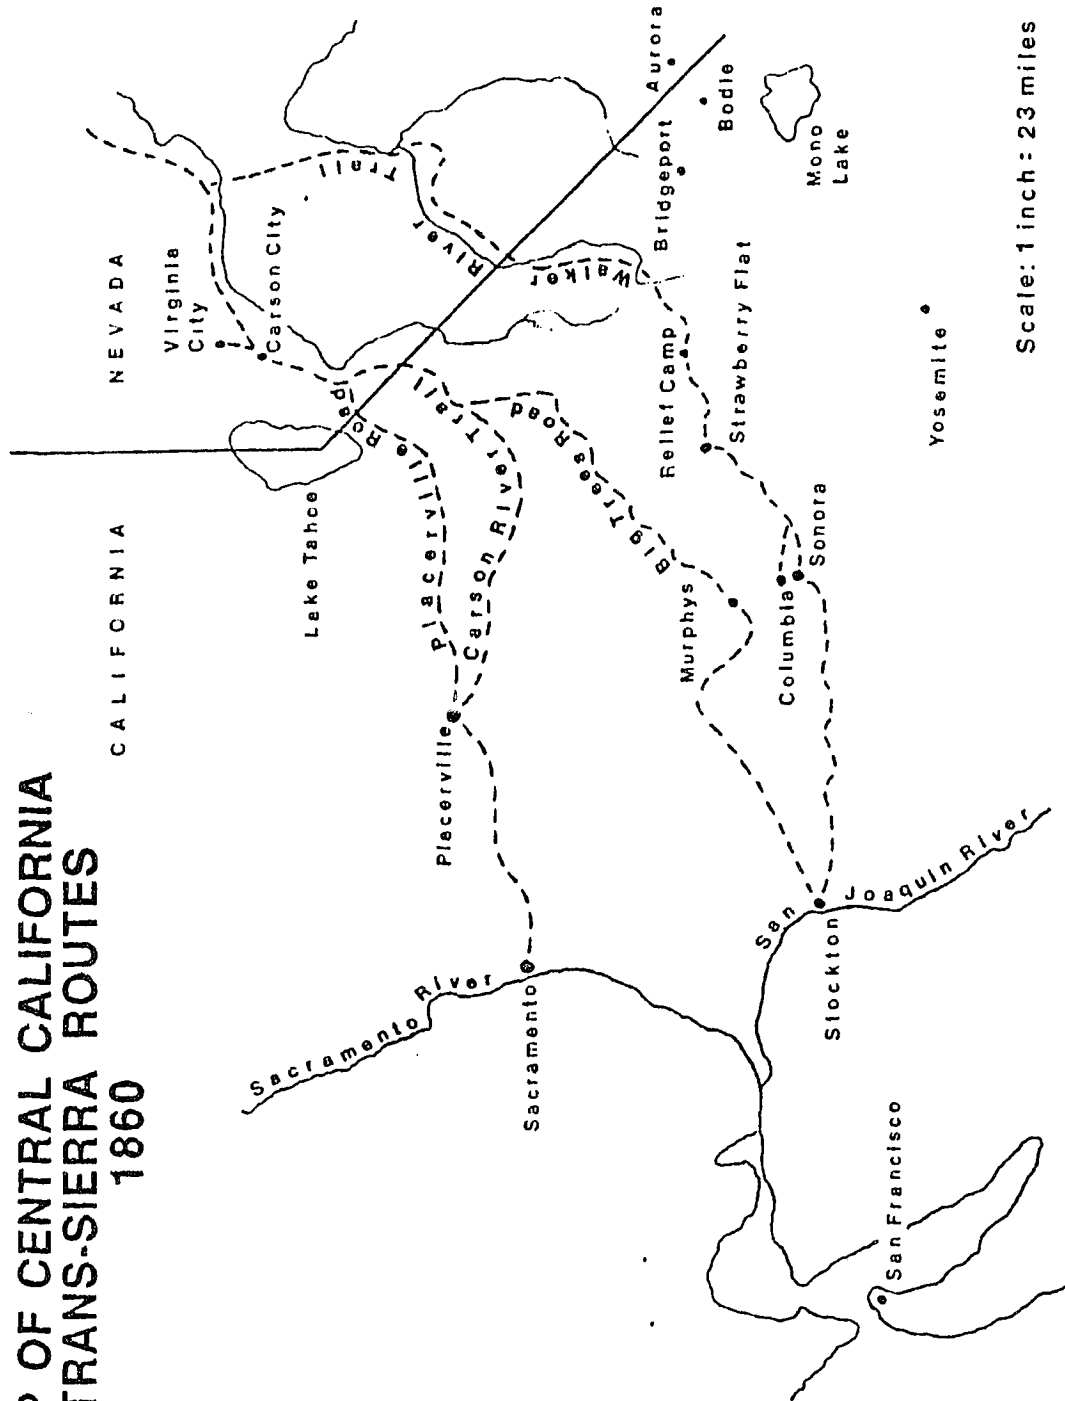 P OF CENTRAL CALIFORNIA
TRANS-SIERRA ROUTES
1860
CALIFORNIA
NEVADA
Virginia
City
Carson City
Lake Tahoe
Placerville Road
Carson River Trail
Big Trees Road
Walker River Trail
Placerville
Sacramento River
Sacramento
Murphys
Relief Camp
Strawberry Flat
Bridgeport
Aurora
Bodie
Mono
Lake
Columbia
Sonora
Yosemite
San Joaquin River
Stockton
San Francisco
Scale: 1 inch = 23 miles